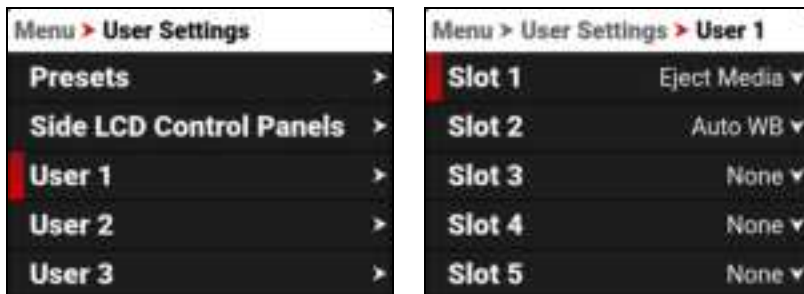 Menu > User Settings
Presets >
Side LCD Control Panels >
User 1 >
User 2 >
User 3 >
Menu > User Settings > User 1
Slot 1 Eject Media ▾
Slot 2 Auto WB ▾
Slot 3 None ▾
Slot 4 None ▾
Slot 5 None ▾